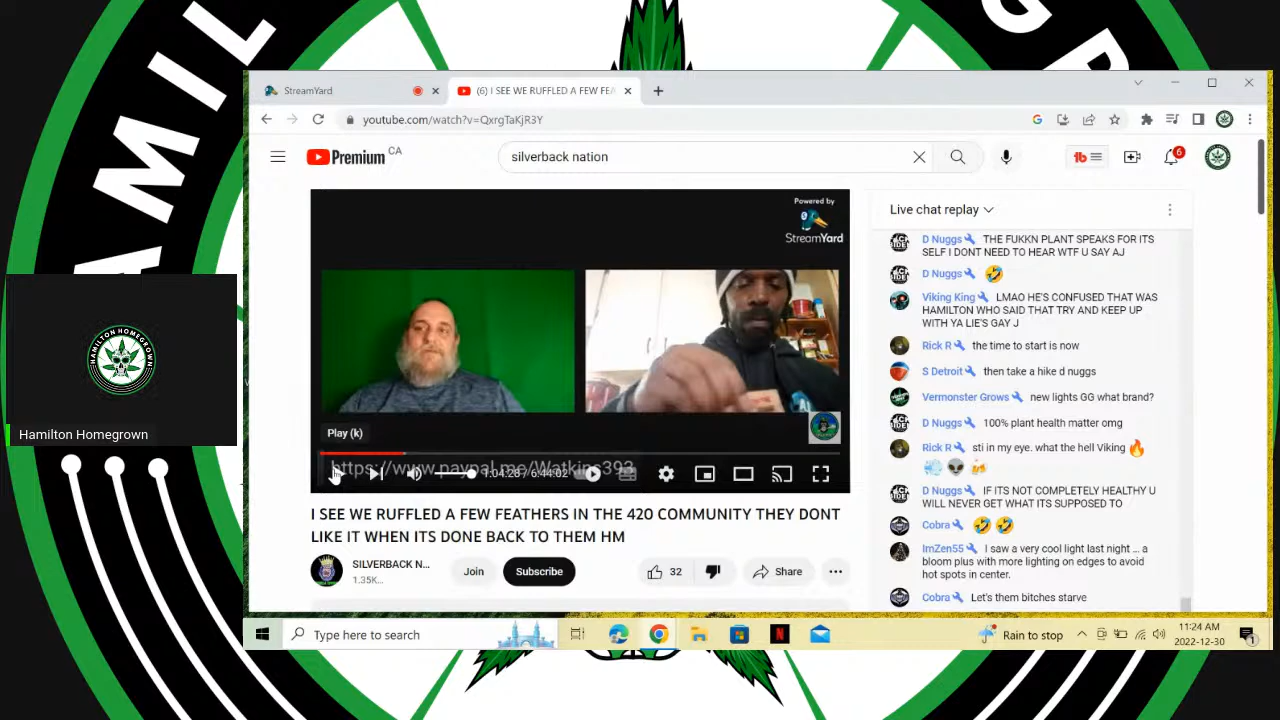 HAMIL
GR
StreamYard
(6) I SEE WE RUFFLED A FEW FEA
youtube.com/watch?v=QxrgTaKjR3Y
Premium CA
silverback nation
6
Powered by
StreamYard
Play (k)
https://www.paypal.me/Watkins393
1:04:28 / 6:44:02
I SEE WE RUFFLED A FEW FEATHERS IN THE 420 COMMUNITY THEY DONT
LIKE IT WHEN ITS DONE BACK TO THEM HM
SILVERBACK N...
1.35K...
Join
Subscribe
32
Share
Live chat replay
D Nuggs THE FUKKN PLANT SPEAKS FOR ITS
SELF I DONT NEED TO HEAR WTF U SAY AJ
D Nuggs
Viking King LMAO HE'S CONFUSED THAT WAS
HAMILTON WHO SAID THAT TRY AND KEEP UP
WITH YA LIE'S GAY J
Rick R the time to start is now
S Detroit then take a hike d nuggs
Vermonster Grows new lights GG what brand?
D Nuggs 100% plant health matter omg
Rick R sti in my eye. what the hell Viking
D Nuggs IF ITS NOT COMPLETELY HEALTHY U
WILL NEVER GET WHAT ITS SUPPOSED TO
Cobra
ImZen55 I saw a very cool light last night ... a
bloom plus with more lighting on edges to avoid
hot spots in center.
Cobra Let's them bitches starve
HAMILTON HOMEGROWN
Hamilton Homegrown
Type here to search
Rain to stop
11:24 AM
2022-12-30
1